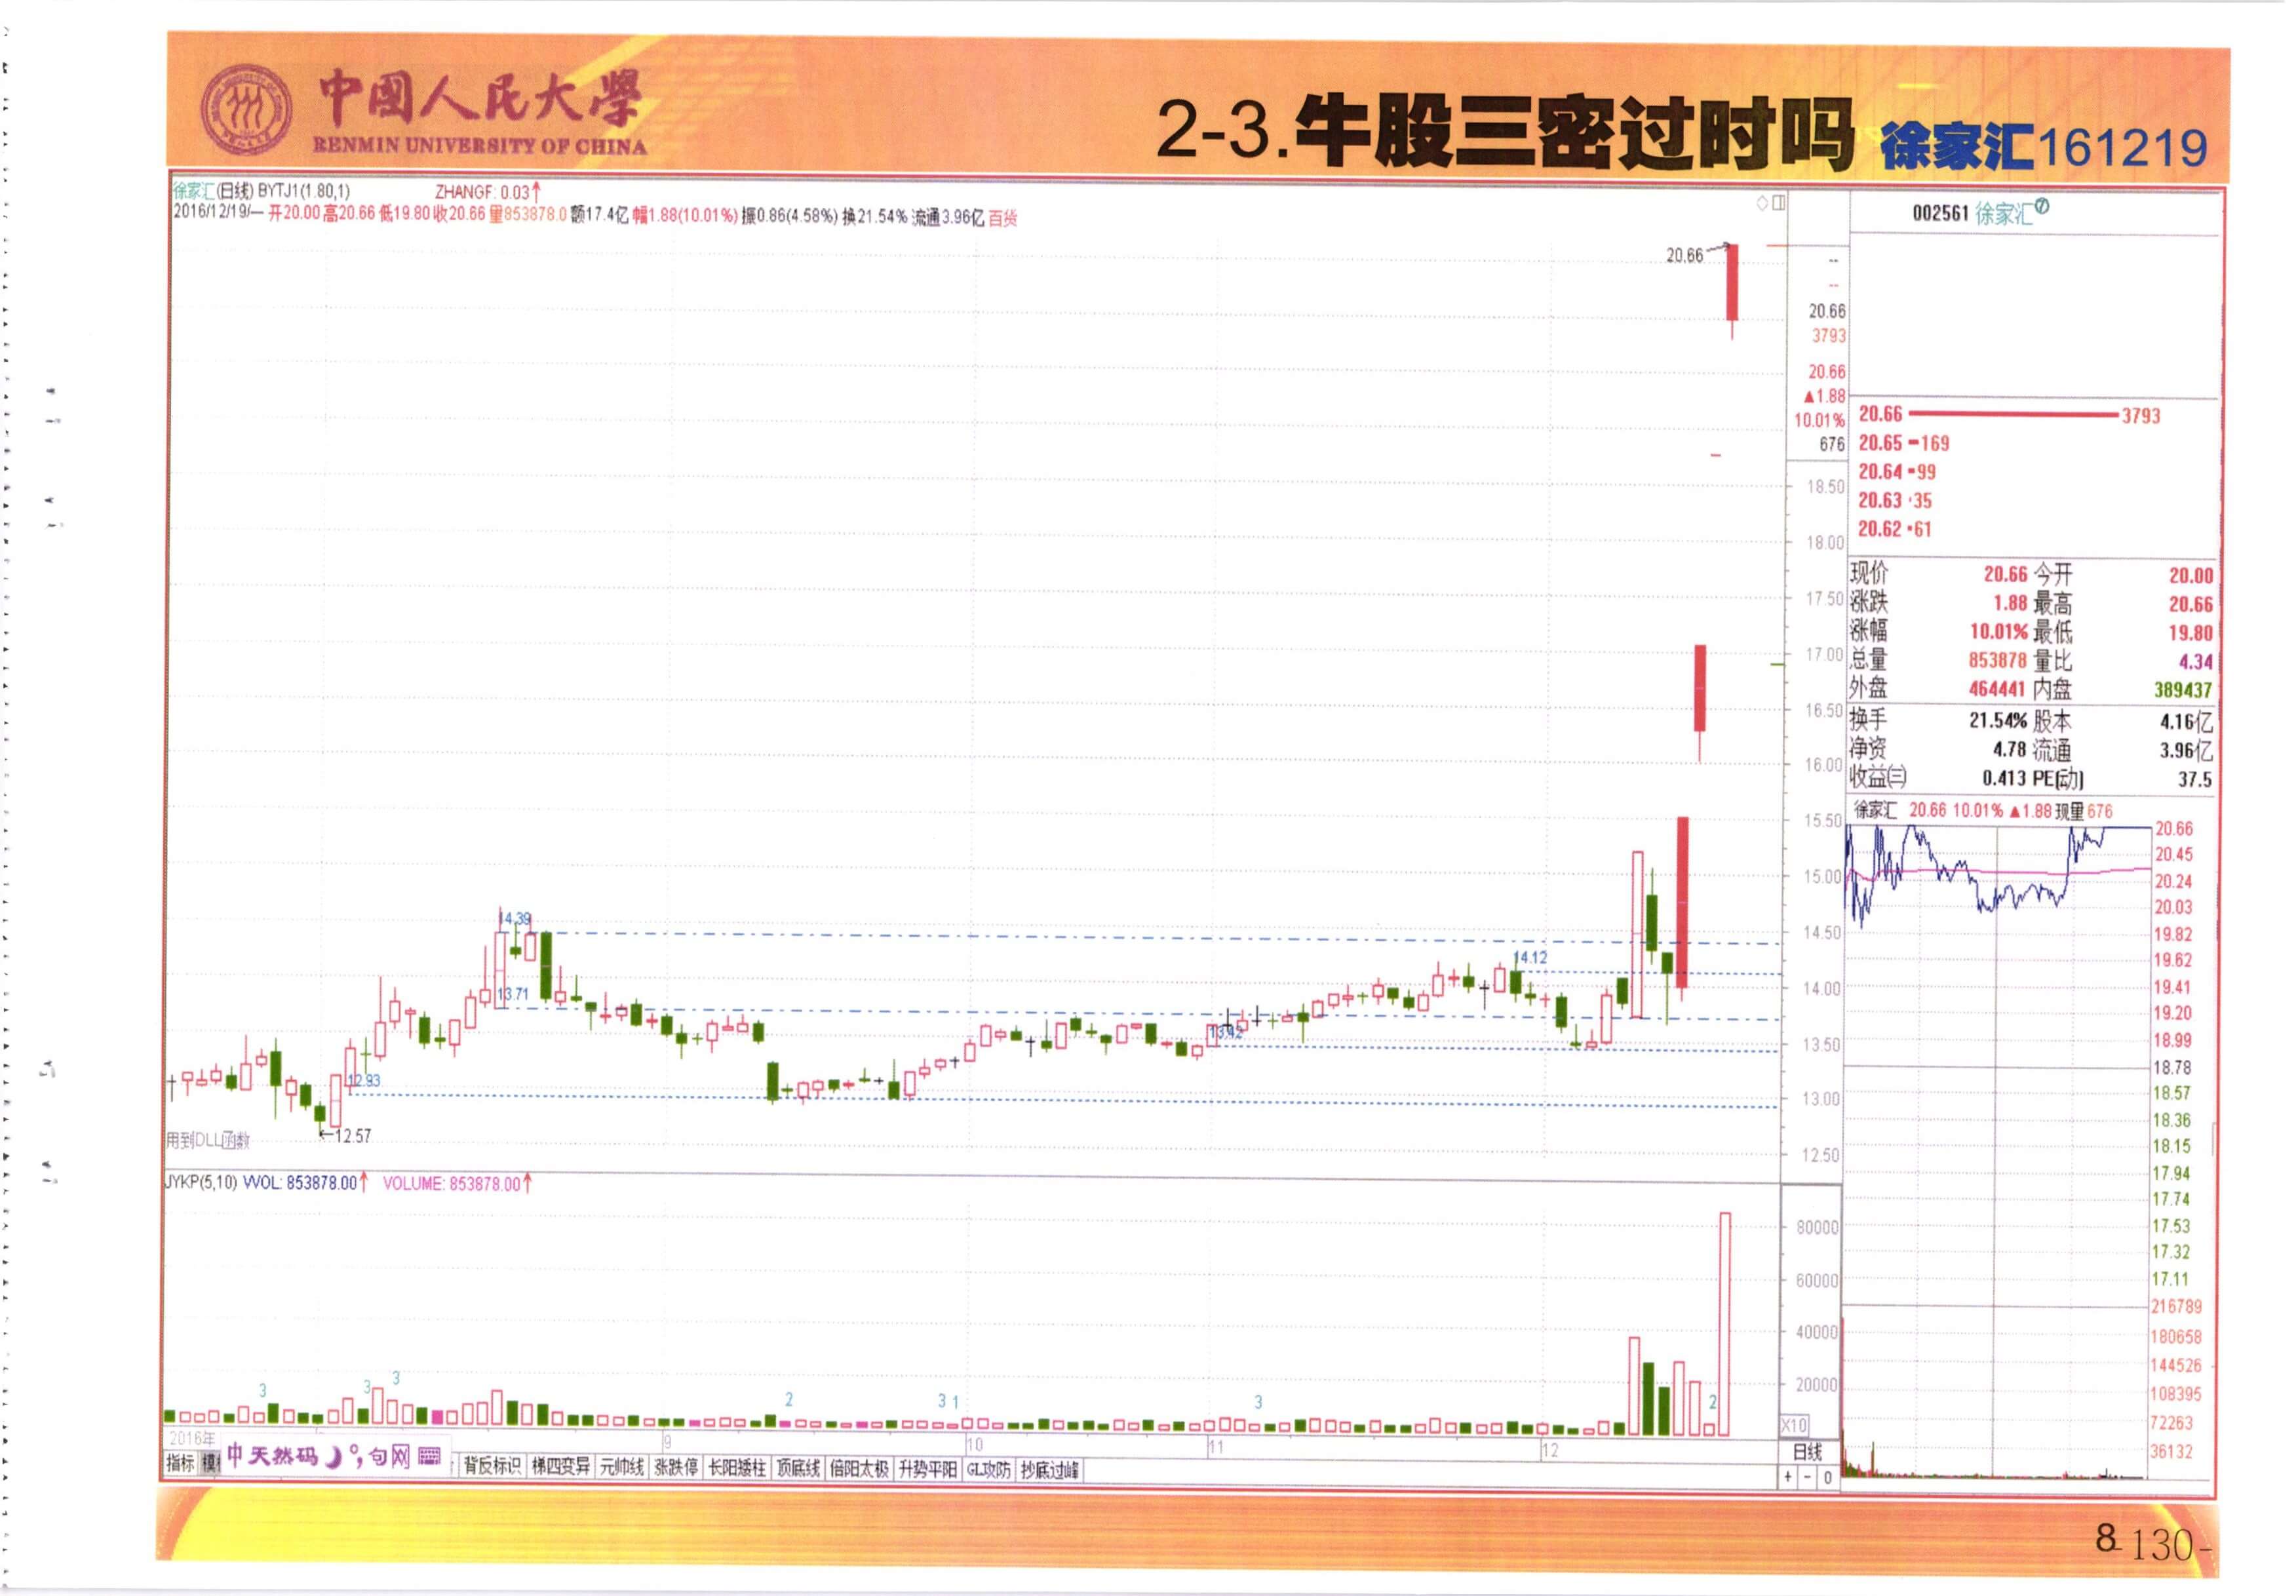 中國人民大學
RENMIN UNIVERSITY OF CHINA
2-3.牛股三密过时吗 徐家汇161219
徐家汇(日线) BYTJ1(1.80,1) ZHANGF: 0.03↑
2016/12/19/一 开20.00 高20.66 低19.80 收20.66 量853878.0 额17.4亿 幅1.88(10.01%) 振0.86(4.58%) 换21.54% 流通3.96亿 百货
20.66
14.39
13.71
12.93
←12.57
13.42
14.12
用到DLL函数
--
--
20.66
3793
20.66
▲1.88
10.01%
676
18.50
18.00
17.50
17.00
16.50
16.00
15.50
15.00
14.50
14.00
13.50
13.00
12.50
JYKP(5,10) VVOL: 853878.00↑ VOLUME: 853878.00↑
3 3 3 2 3 1 3 2
80000
60000
40000
20000
X10
2016年 9 10 11 12
日线
指标 中天然码 句网 背反标识 梯四变异 元帅线 涨跌停 长阳矮柱 顶底线 倍阳太极 升势平阳 GL攻防 抄底过峰
+ - 0
002561 徐家汇
20.66 3793
20.65 169
20.64 99
20.63 35
20.62 61
现价 20.66 今开 20.00
涨跌 1.88 最高 20.66
涨幅 10.01% 最低 19.80
总量 853878 量比 4.34
外盘 464441 内盘 389437
换手 21.54% 股本 4.16亿
净资 4.78 流通 3.96亿
收益㈢ 0.413 PE(动) 37.5
徐家汇 20.66 10.01% ▲1.88 现量 676
20.66
20.45
20.24
20.03
19.82
19.62
19.41
19.20
18.99
18.78
18.57
18.36
18.15
17.94
17.74
17.53
17.32
17.11
216789
180658
144526
108395
72263
36132
8 130-